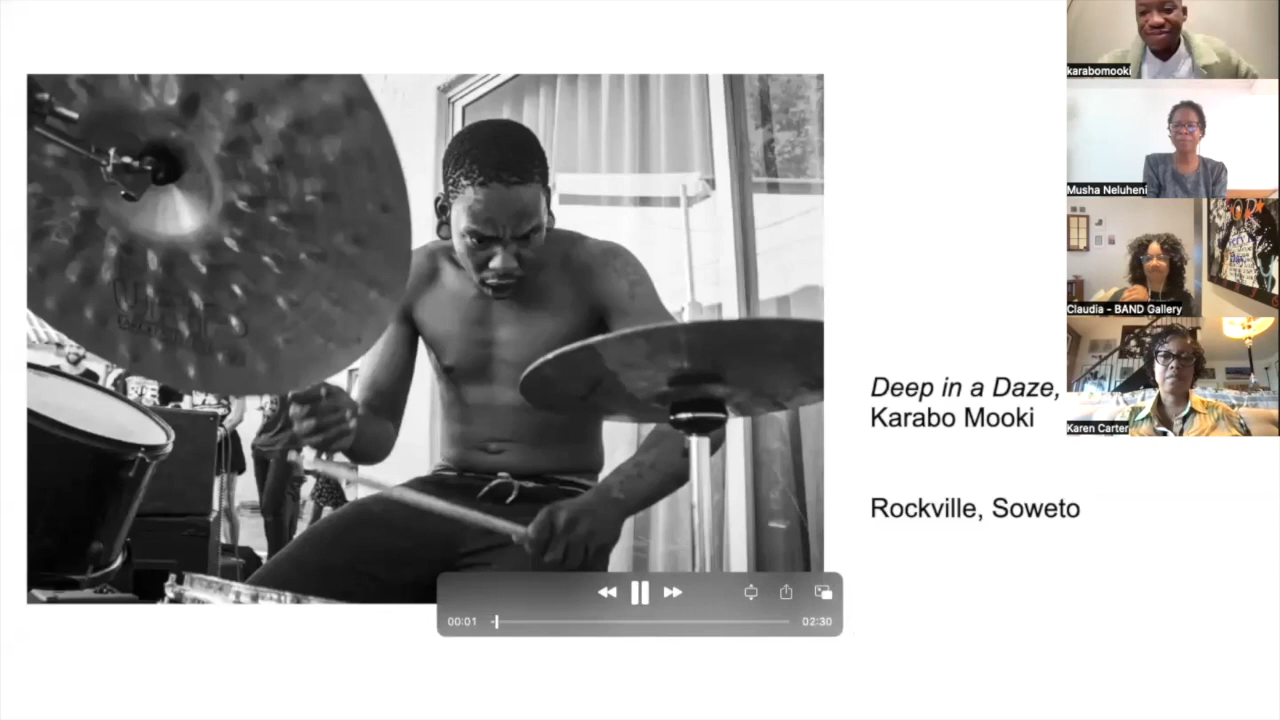 Deep in a Daze,
Karabo Mooki
Rockville, Soweto
00:01
02:30
karabomooki
Musha Neluheni
Claudia - BAND Gallery
Karen Carter